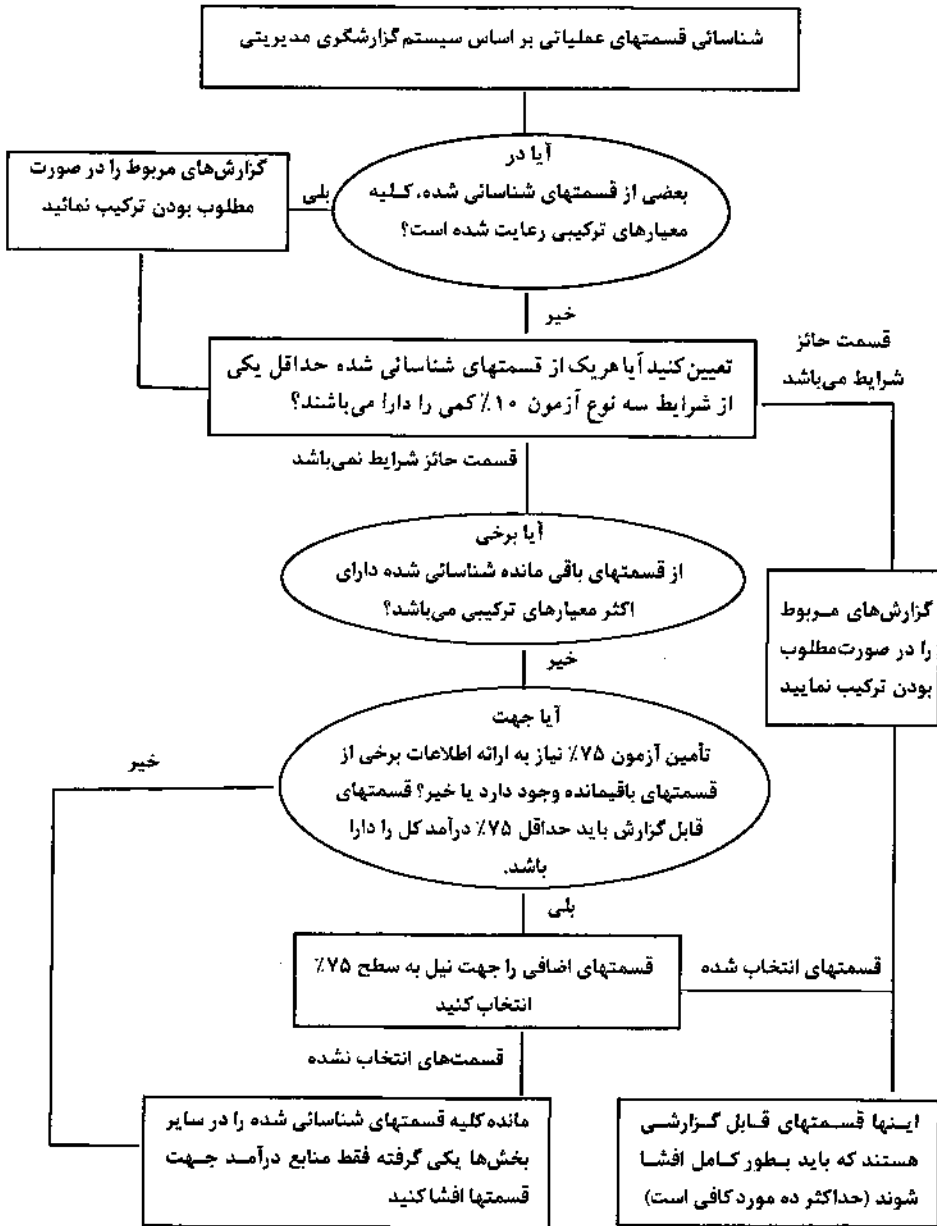 شناسائی قسمتهای عملیاتی بر اساس سیستم گزارشگری مدیریتی
آیا در
بعضی از قسمتهای شناسائی شده، کلیه
معیارهای ترکیبی رعایت شده است؟
بلی
گزارش‌های مربوط را در صورت
مطلوب بودن ترکیب نمائید
خیر
تعیین کنید آیا هریک از قسمتهای شناسائی شده حداقل یکی
از شرایط سه نوع آزمون ۱۰٪ کمی را دارا می‌باشند؟
قسمت حائز
شرایط می‌باشد
قسمت حائز شرایط نمی‌باشد
آیا برخی
از قسمتهای باقی مانده شناسائی شده دارای
اکثر معیارهای ترکیبی می‌باشد؟
گزارش‌های مربوط
را در صورت مطلوب
بودن ترکیب نمایید
خیر
آیا جهت
تأمین آزمون ۷۵٪ نیاز به ارائه اطلاعات برخی از
قسمتهای باقیمانده وجود دارد یا خیر؟ قسمتهای
قابل گزارش باید حداقل ۷۵٪ درآمد کل را دارا
باشد.
خیر
بلی
قسمتهای اضافی را جهت نیل به سطح ۷۵٪
انتخاب کنید
قسمتهای انتخاب شده
قسمت‌های انتخاب نشده
اینها قسمتهای قابل گزارشی
هستند که باید بطور کامل افشا
شوند (حداکثر ده مورد کافی است)
مانده کلیه قسمتهای شناسائی شده را در سایر
بخش‌ها یکی گرفته فقط منابع درآمد جهت
قسمتها افشا کنید